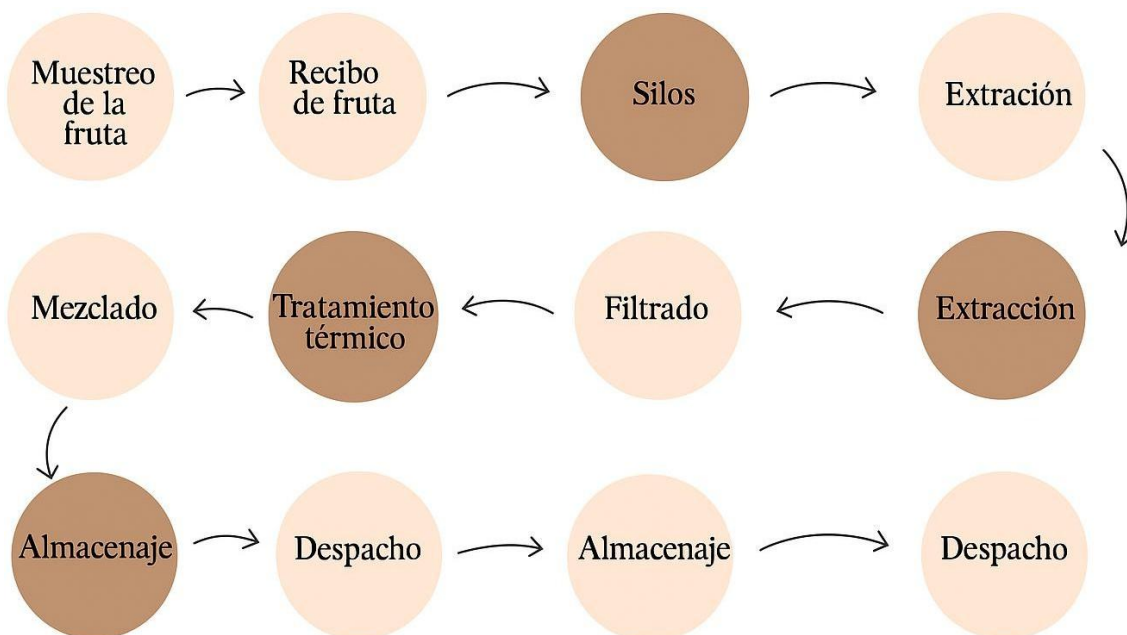 Muestreo
de la
fruta
Recibo
de fruta
Silos
Extración
Extracción
Filtrado
Tratamiento
térmico
Mezclado
Almacenaje
Despacho
Almacenaje
Despacho